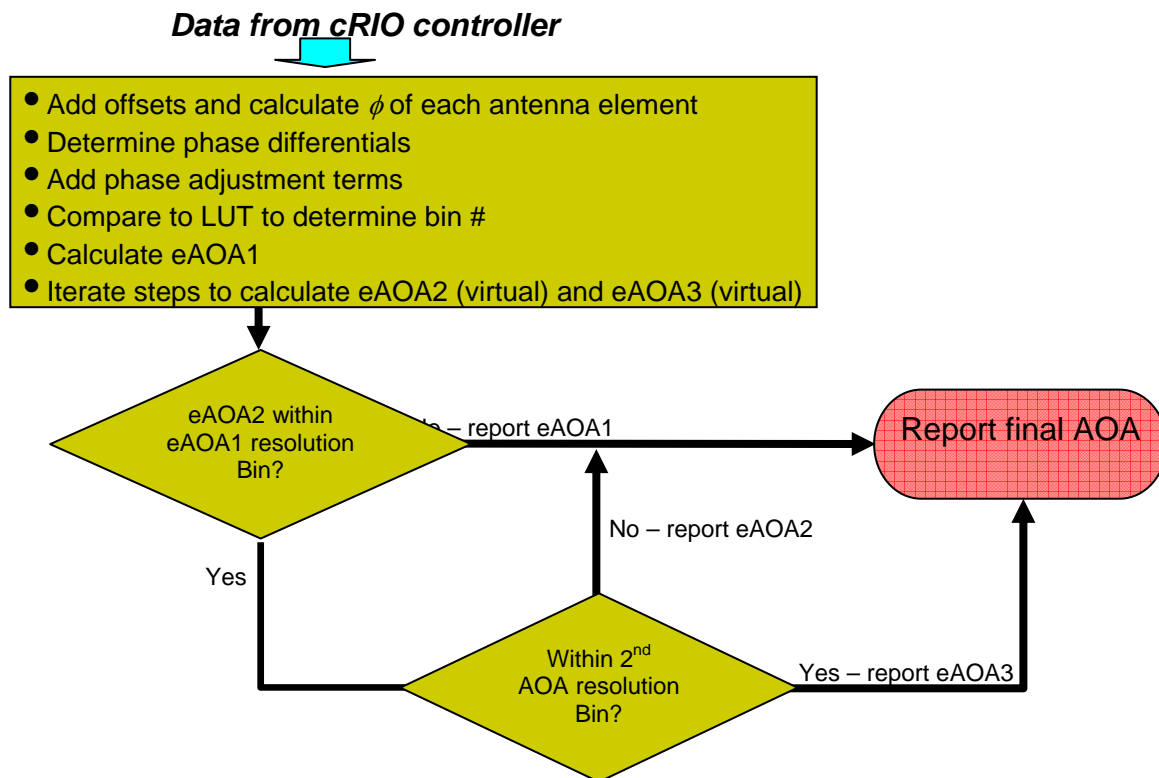 Data from cRIO controller
• Add offsets and calculate ϕ of each antenna element
• Determine phase differentials
• Add phase adjustment terms
• Compare to LUT to determine bin #
• Calculate eAOA1
• Iterate steps to calculate eAOA2 (virtual) and eAOA3 (virtual)
eAOA2 within
eAOA1 resolution
Bin?
– report eAOA1
Report final AOA
No – report eAOA2
Yes
Within 2nd
AOA resolution
Bin?
Yes – report eAOA3